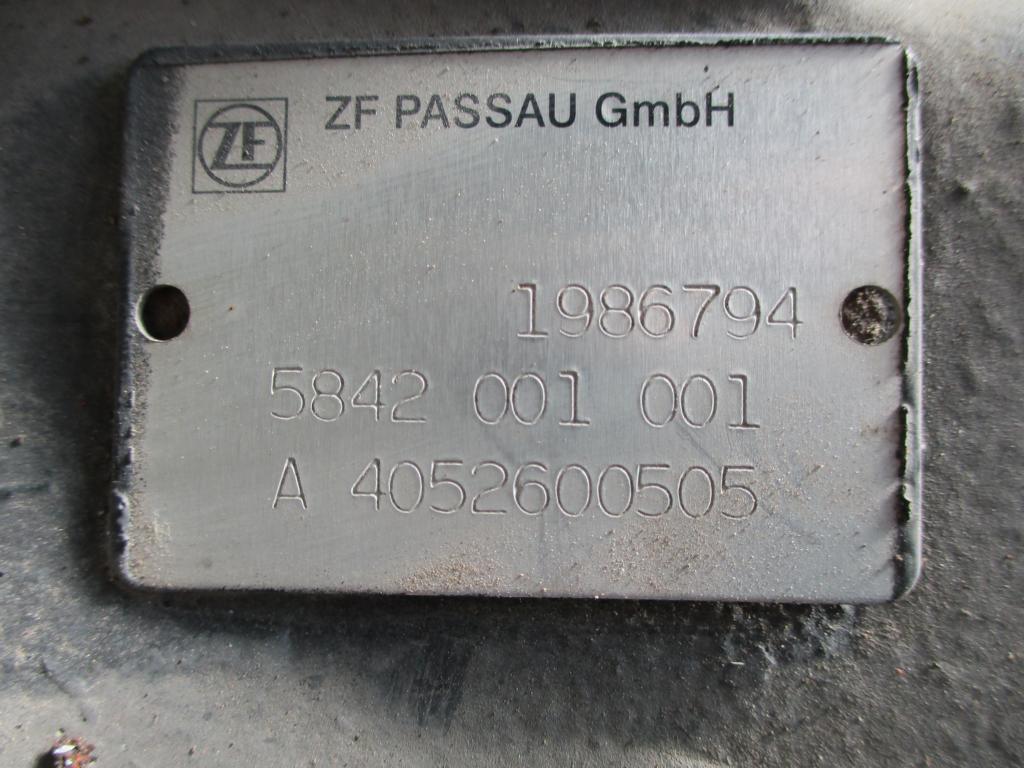 ZF
ZF PASSAU GmbH
1986794
5842 001 001
A 4052600505